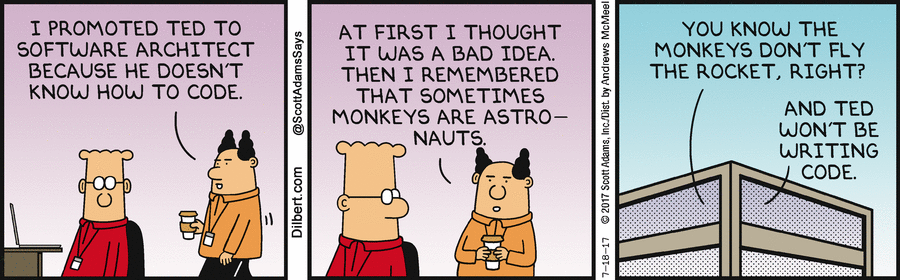 I PROMOTED TED TO
SOFTWARE ARCHITECT
BECAUSE HE DOESN'T
KNOW HOW TO CODE.
Dilbert.com @ScottAdamsSays
AT FIRST I THOUGHT
IT WAS A BAD IDEA.
THEN I REMEMBERED
THAT SOMETIMES
MONKEYS ARE ASTRO—
NAUTS.
7-18-17 © 2017 Scott Adams, Inc./Dist. by Andrews McMeel
YOU KNOW THE
MONKEYS DON'T FLY
THE ROCKET, RIGHT?
AND TED
WON'T BE
WRITING
CODE.